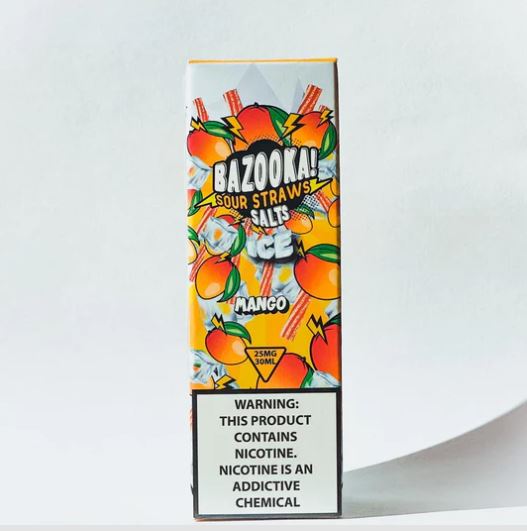 BAZOOKA!
SOUR STRAWS
SALTS
ICE
MANGO
25MG
30ML
WARNING:
THIS PRODUCT
CONTAINS
NICOTINE.
NICOTINE IS AN
ADDICTIVE
CHEMICAL